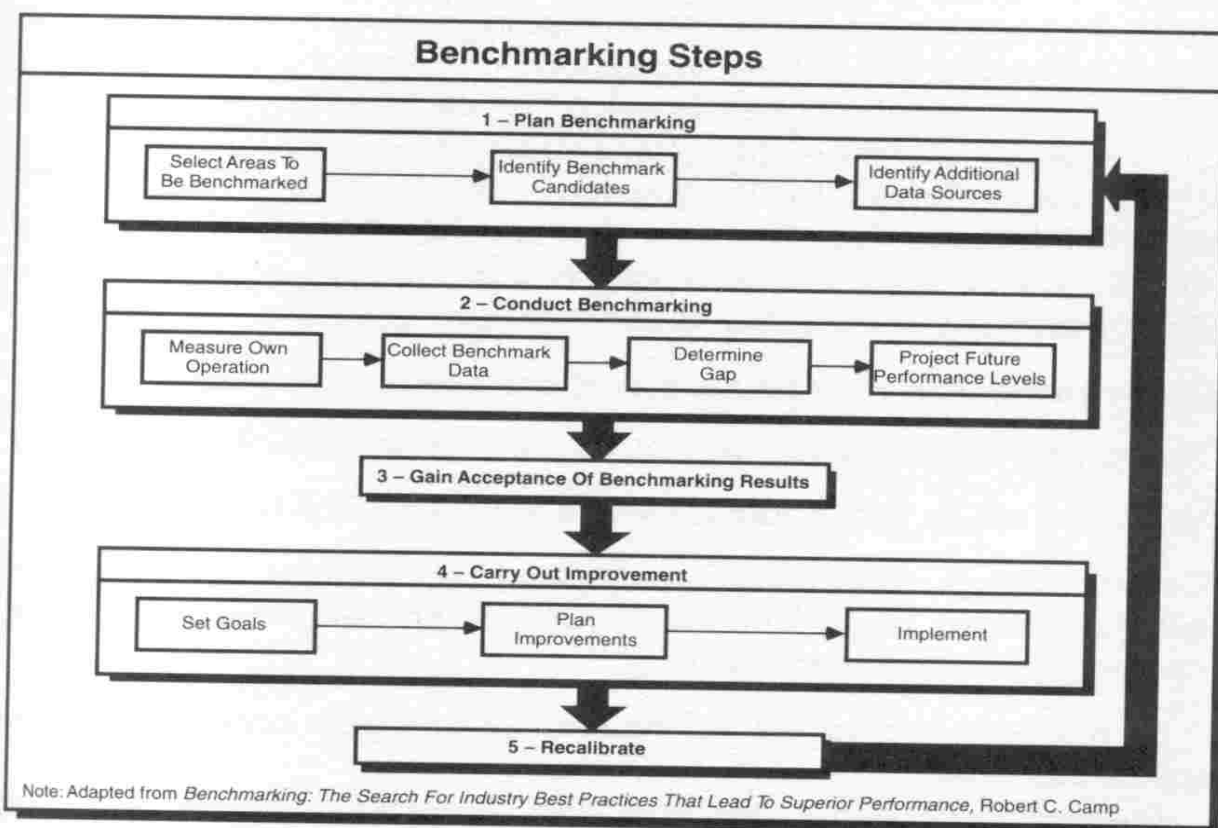 Benchmarking Steps
1 – Plan Benchmarking
Select Areas To
Be Benchmarked
Identify Benchmark
Candidates
Identify Additional
Data Sources
2 – Conduct Benchmarking
Measure Own
Operation
Collect Benchmark
Data
Determine
Gap
Project Future
Performance Levels
3 – Gain Acceptance Of Benchmarking Results
4 – Carry Out Improvement
Set Goals
Plan
Improvements
Implement
5 – Recalibrate
Note: Adapted from Benchmarking: The Search For Industry Best Practices That Lead To Superior Performance, Robert C. Camp